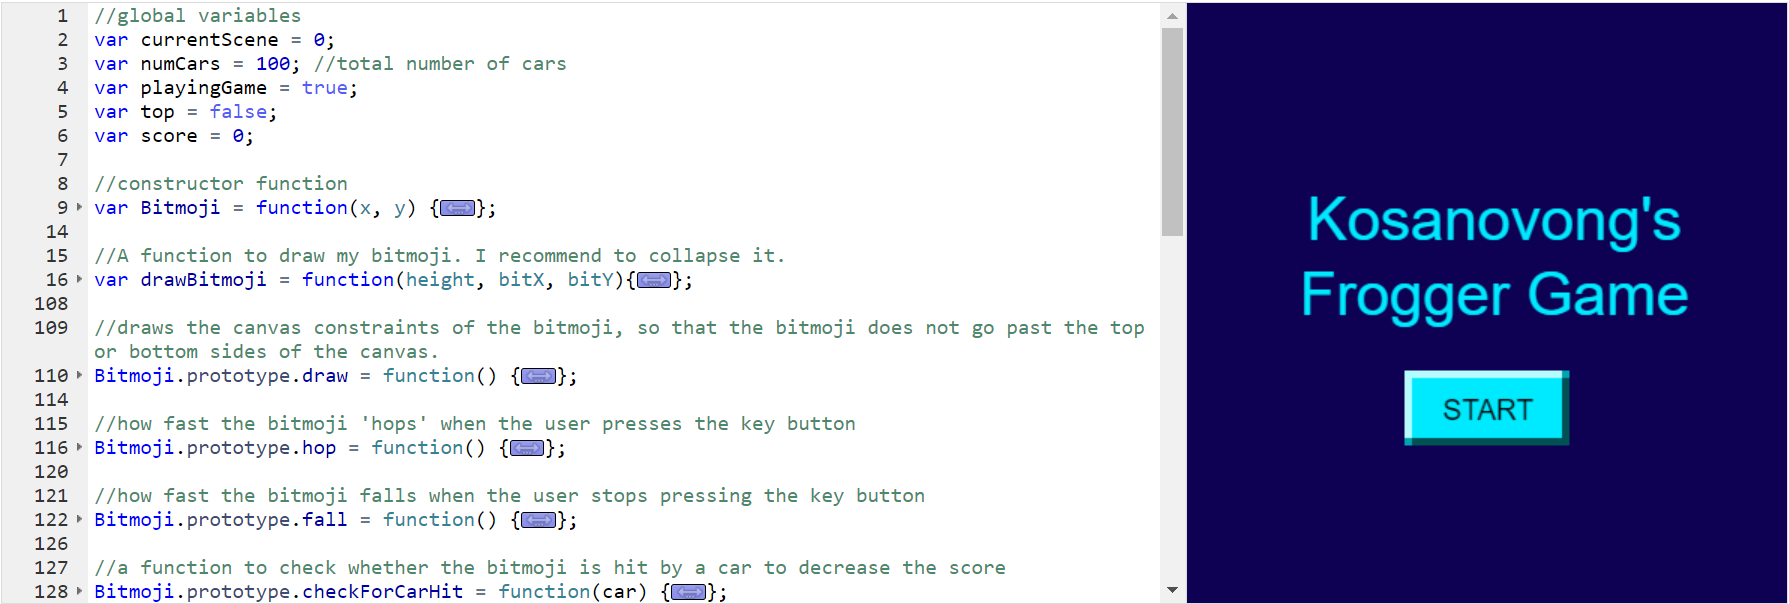 1 //global variables
2 var currentScene = 0;
3 var numCars = 100; //total number of cars
4 var playingGame = true;
5 var top = false;
6 var score = 0;
7
8 //constructor function
9 var Bitmoji = function(x, y) {};
14
15 //A function to draw my bitmoji. I recommend to collapse it.
16 var drawBitmoji = function(height, bitX, bitY){};
108
109 //draws the canvas constraints of the bitmoji, so that the bitmoji does not go past the top
or bottom sides of the canvas.
110 Bitmoji.prototype.draw = function() {};
114
115 //how fast the bitmoji 'hops' when the user presses the key button
116 Bitmoji.prototype.hop = function() {};
120
121 //how fast the bitmoji falls when the user stops pressing the key button
122 Bitmoji.prototype.fall = function() {};
126
127 //a function to check whether the bitmoji is hit by a car to decrease the score
128 Bitmoji.prototype.checkForCarHit = function(car) {};
Kosanovong's
Frogger Game
START